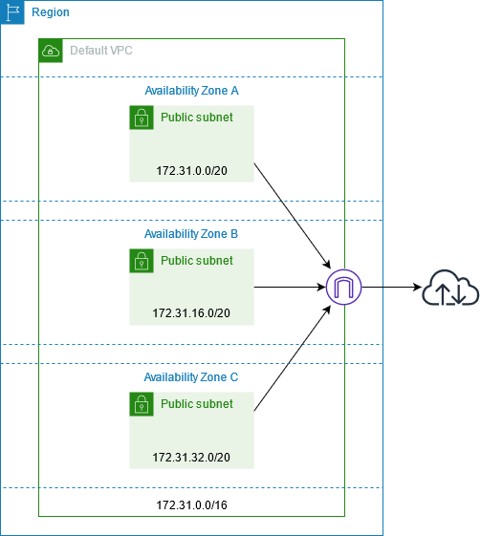 Region
Default VPC
Availability Zone A
Public subnet
172.31.0.0/20
Availability Zone B
Public subnet
172.31.16.0/20
Availability Zone C
Public subnet
172.31.32.0/20
172.31.0.0/16